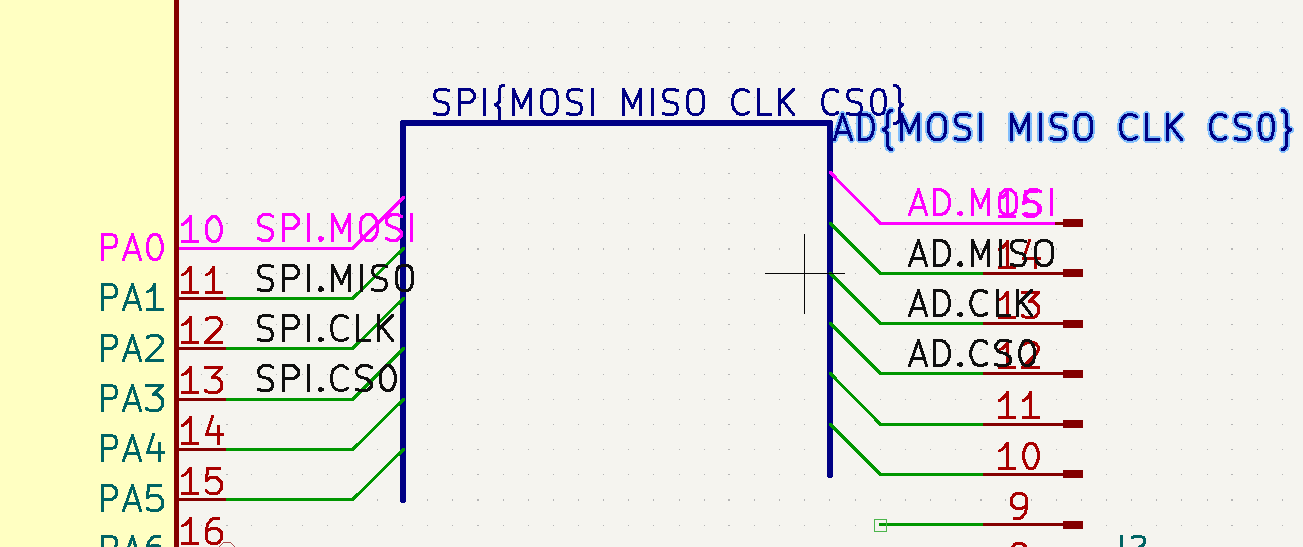 SPI{MOSI MISO CLK CS0}
AD{MOSI MISO CLK CS0}
PA0 10 SPI.MOSI
AD.MOSI 15
PA1 11 SPI.MISO
AD.MISO 14
PA2 12 SPI.CLK
AD.CLK 13
PA3 13 SPI.CS0
AD.CS0 12
PA4 14
11
PA5 15
10
16
9